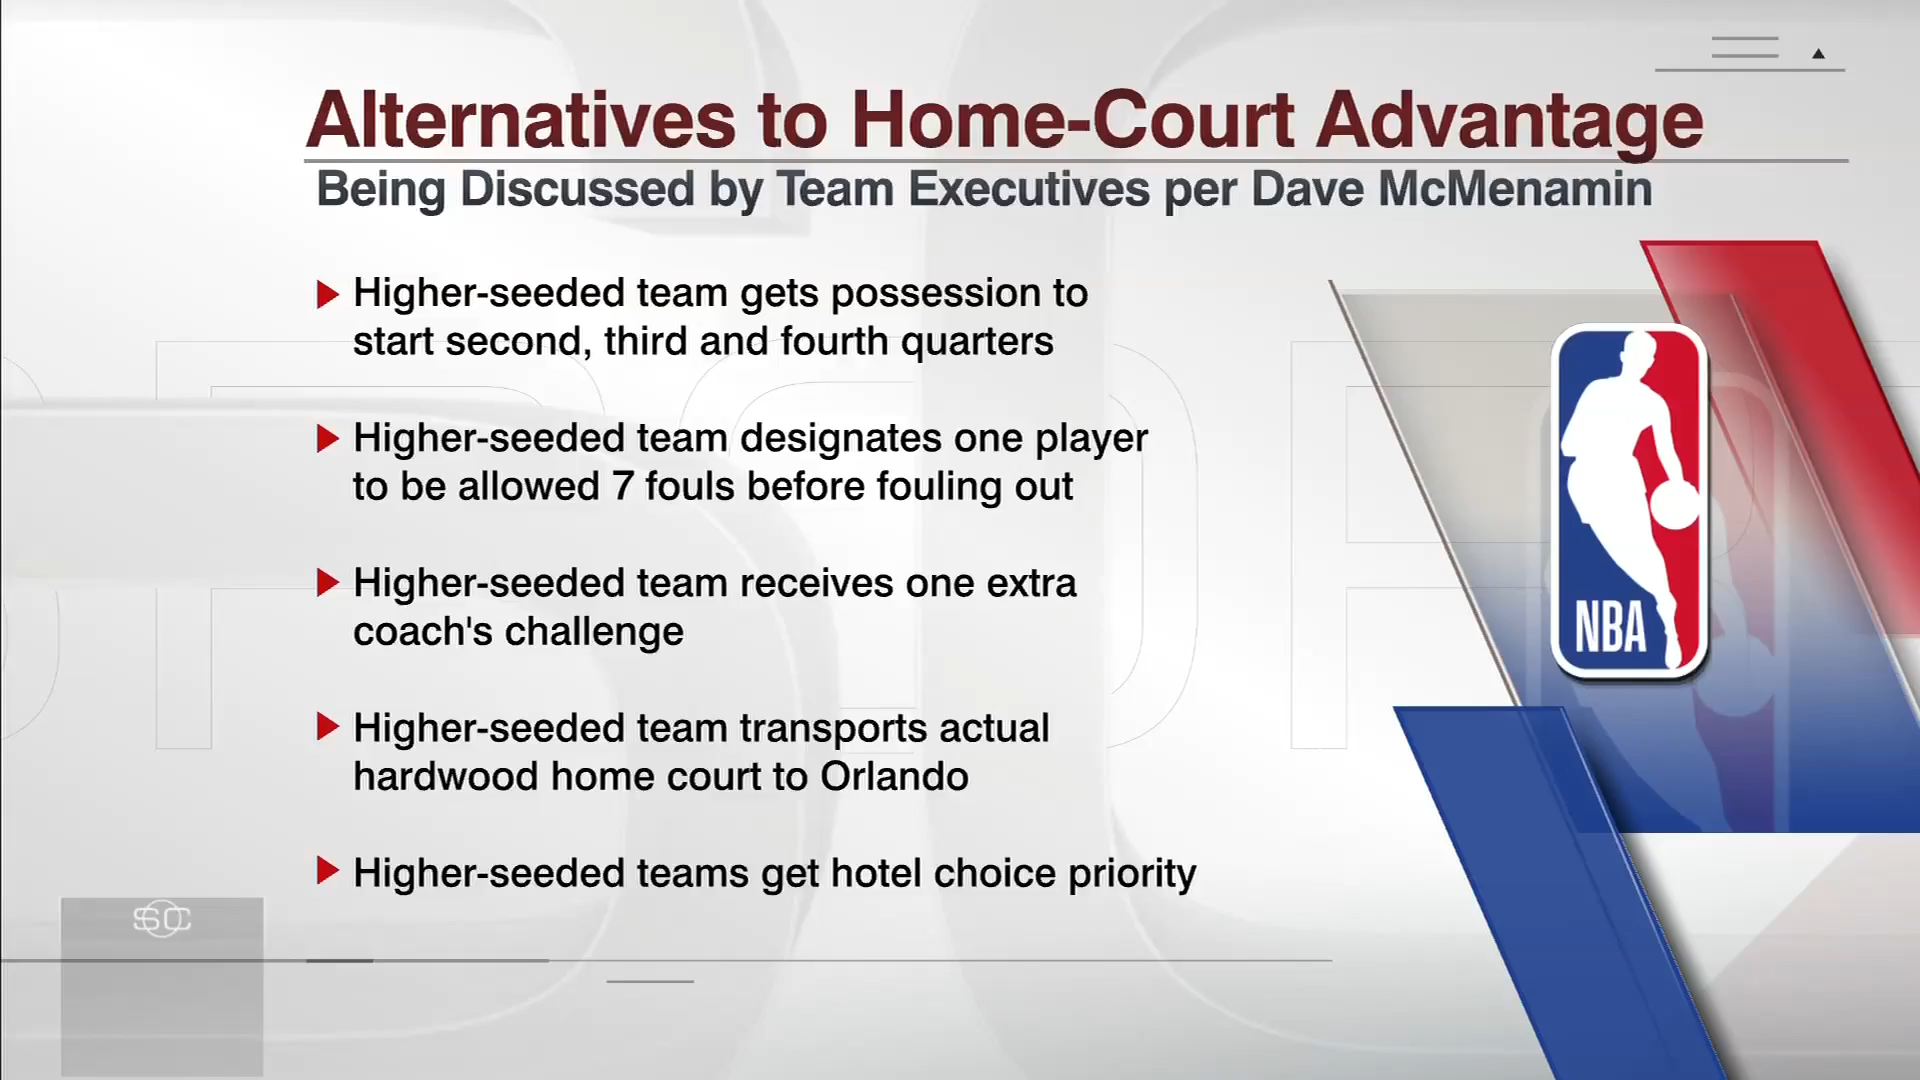 Alternatives to Home-Court Advantage
Being Discussed by Team Executives per Dave McMenamin
Higher-seeded team gets possession to
start second, third and fourth quarters
Higher-seeded team designates one player
to be allowed 7 fouls before fouling out
Higher-seeded team receives one extra
coach's challenge
Higher-seeded team transports actual
hardwood home court to Orlando
Higher-seeded teams get hotel choice priority
NBA
SC